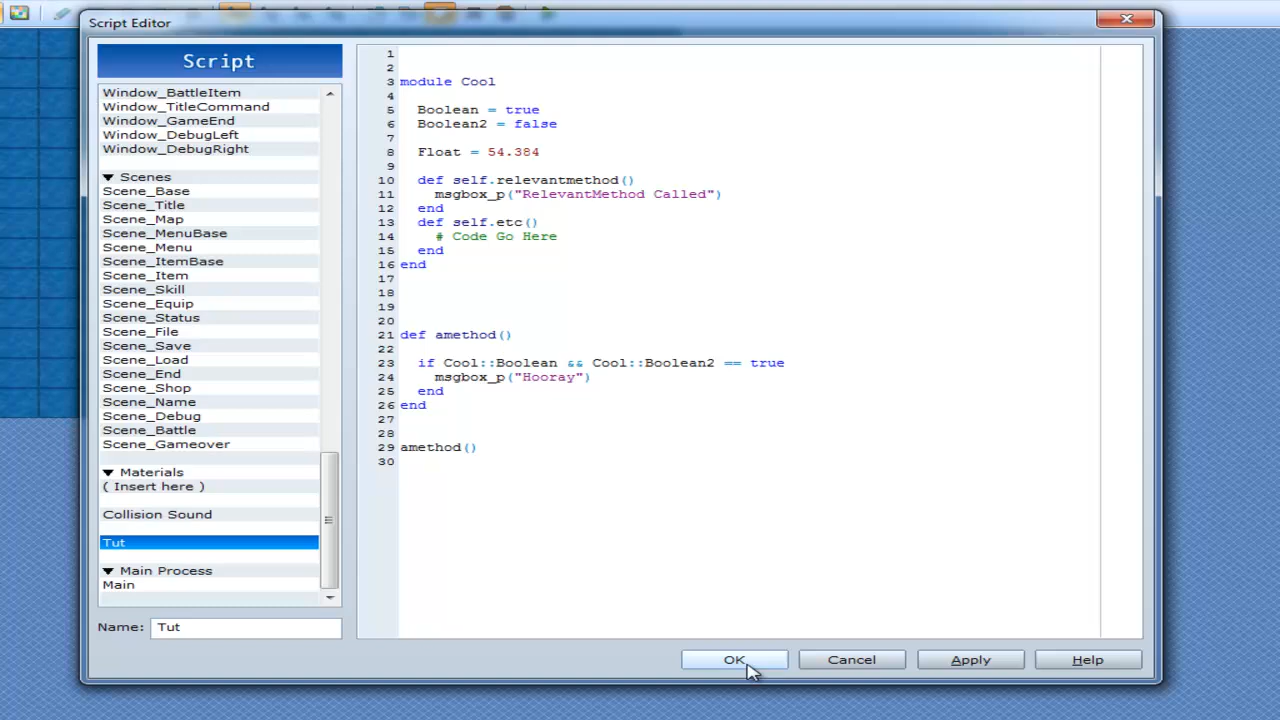 Script Editor
Script
Window_BattleItem
Window_TitleCommand
Window_GameEnd
Window_DebugLeft
Window_DebugRight
▼ Scenes
Scene_Base
Scene_Title
Scene_Map
Scene_MenuBase
Scene_Menu
Scene_ItemBase
Scene_Item
Scene_Skill
Scene_Equip
Scene_Status
Scene_File
Scene_Save
Scene_Load
Scene_End
Scene_Shop
Scene_Name
Scene_Debug
Scene_Battle
Scene_Gameover
▼ Materials
( Insert here )
Collision Sound
Tut
▼ Main Process
Main
Name: Tut
1
2
3 module Cool
4
5 Boolean = true
6 Boolean2 = false
7
8 Float = 54.384
9
10 def self.relevantmethod()
11 msgbox_p("RelevantMethod Called")
12 end
13 def self.etc()
14 # Code Go Here
15 end
16 end
17
18
19
20
21 def amethod()
22
23 if Cool::Boolean && Cool::Boolean2 == true
24 msgbox_p("Hooray")
25 end
26 end
27
28
29 amethod()
30
OK Cancel Apply Help